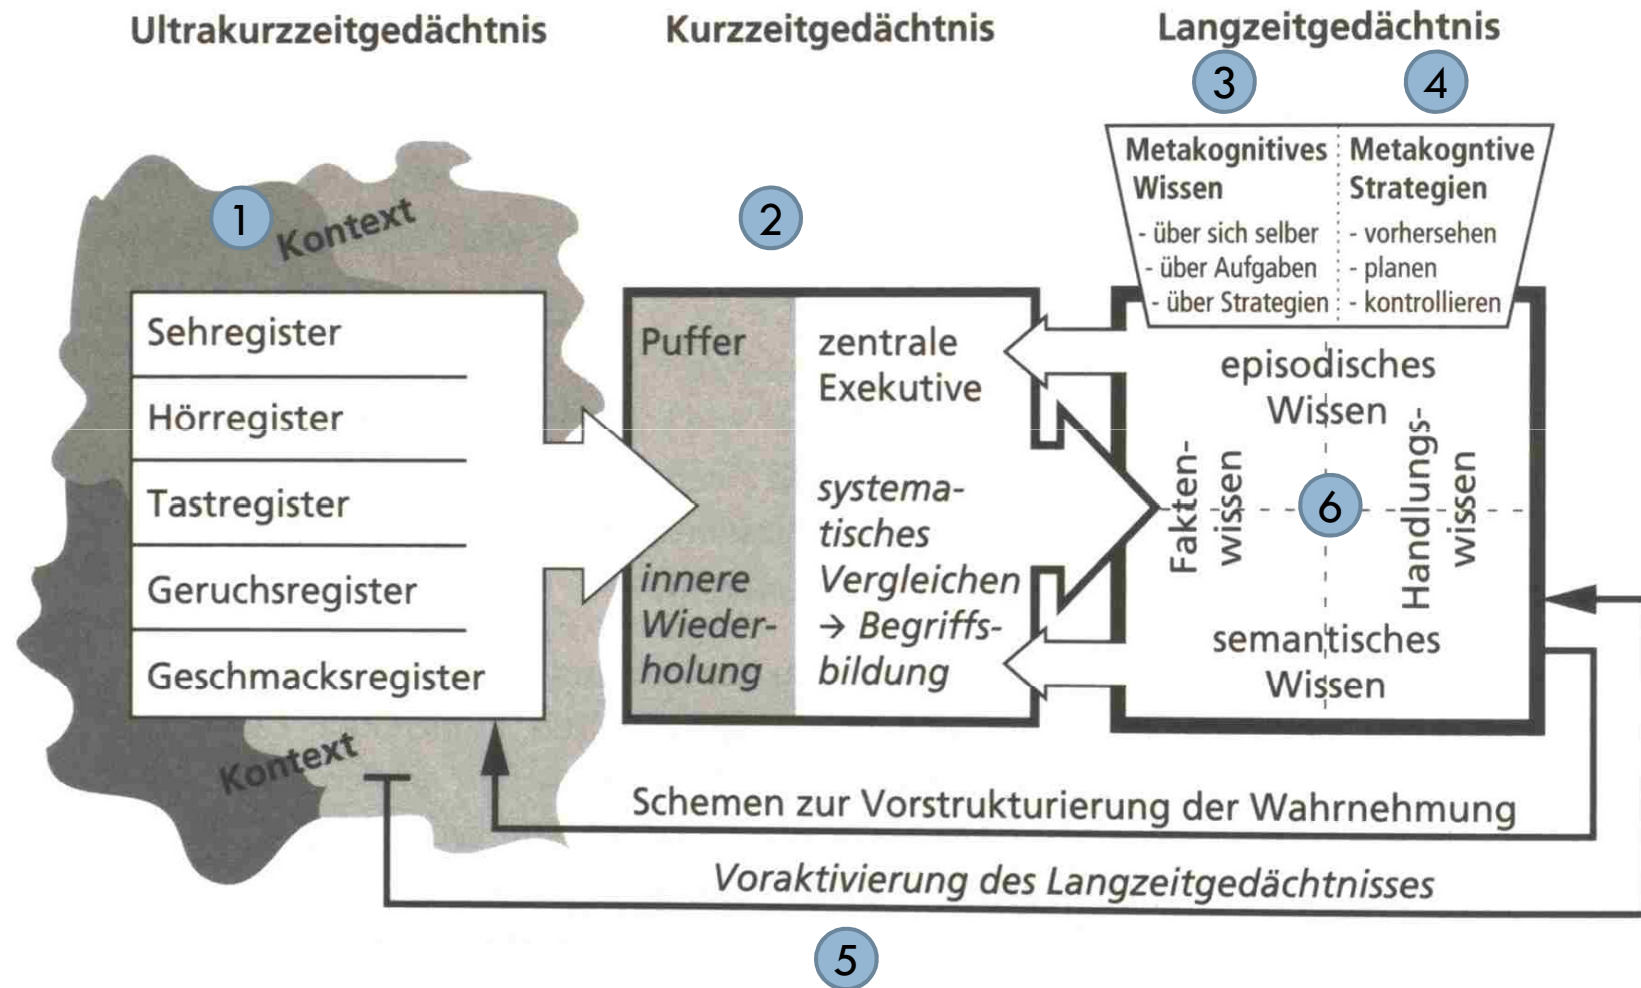 Ultrakurzzeitgedächtnis
Kurzzeitgedächtnis
Langzeitgedächtnis
3
4
Metakognitives
Wissen
- über sich selber
- über Aufgaben
- über Strategien
Metakogntive
Strategien
- vorhersehen
- planen
- kontrollieren
1
Kontext
2
Sehregister
Hörregister
Tastregister
Geruchsregister
Geschmacksregister
Kontext
Puffer
innere
Wieder-
holung
zentrale
Exekutive
systema-
tisches
Vergleichen
→ Begriffs-
bildung
episodisches
Wissen
Fakten-
wissen
6
Handlungs-
wissen
semantisches
Wissen
Schemen zur Vorstrukturierung der Wahrnehmung
Voraktivierung des Langzeitgedächtnisses
5